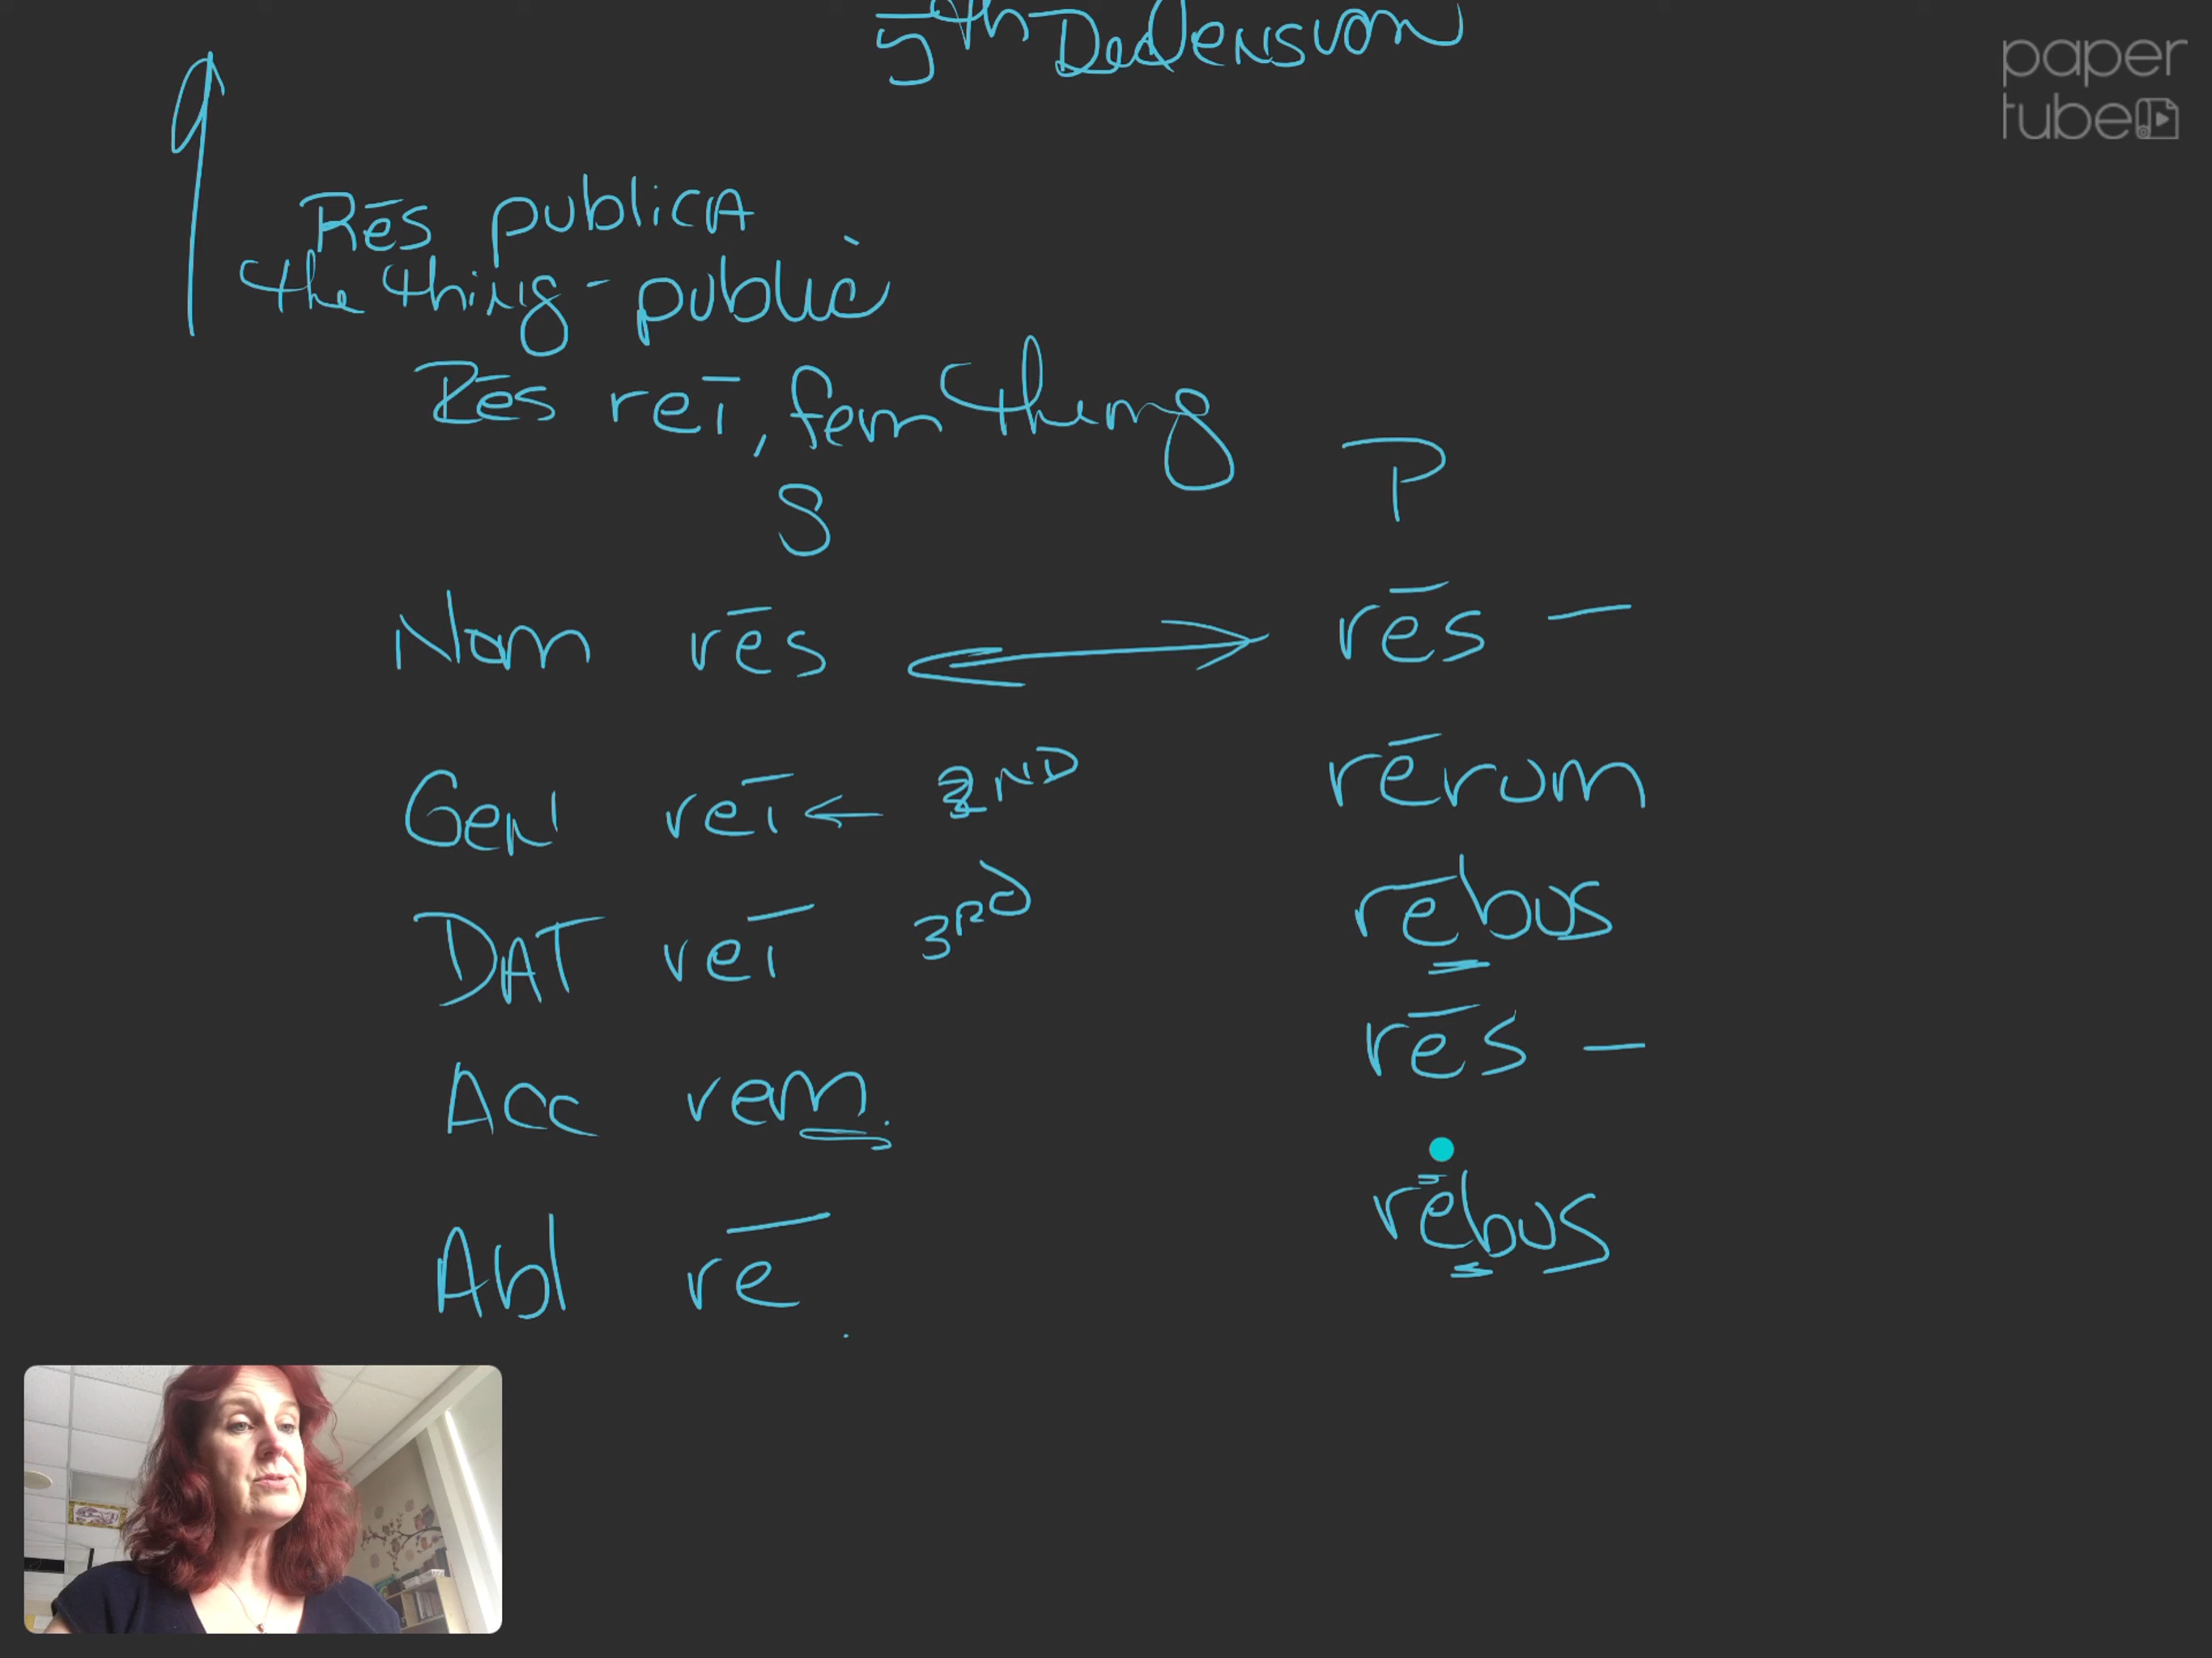 5th Declension
paper
tube
Rēs publica
the thing - public
Rēs reī, fem thing
S P
Nom rēs rēs —
Gen reī ← 2ND rērum
DAT reī 3RD rēbus
Acc rem. rēs —
Abl rē rēbus